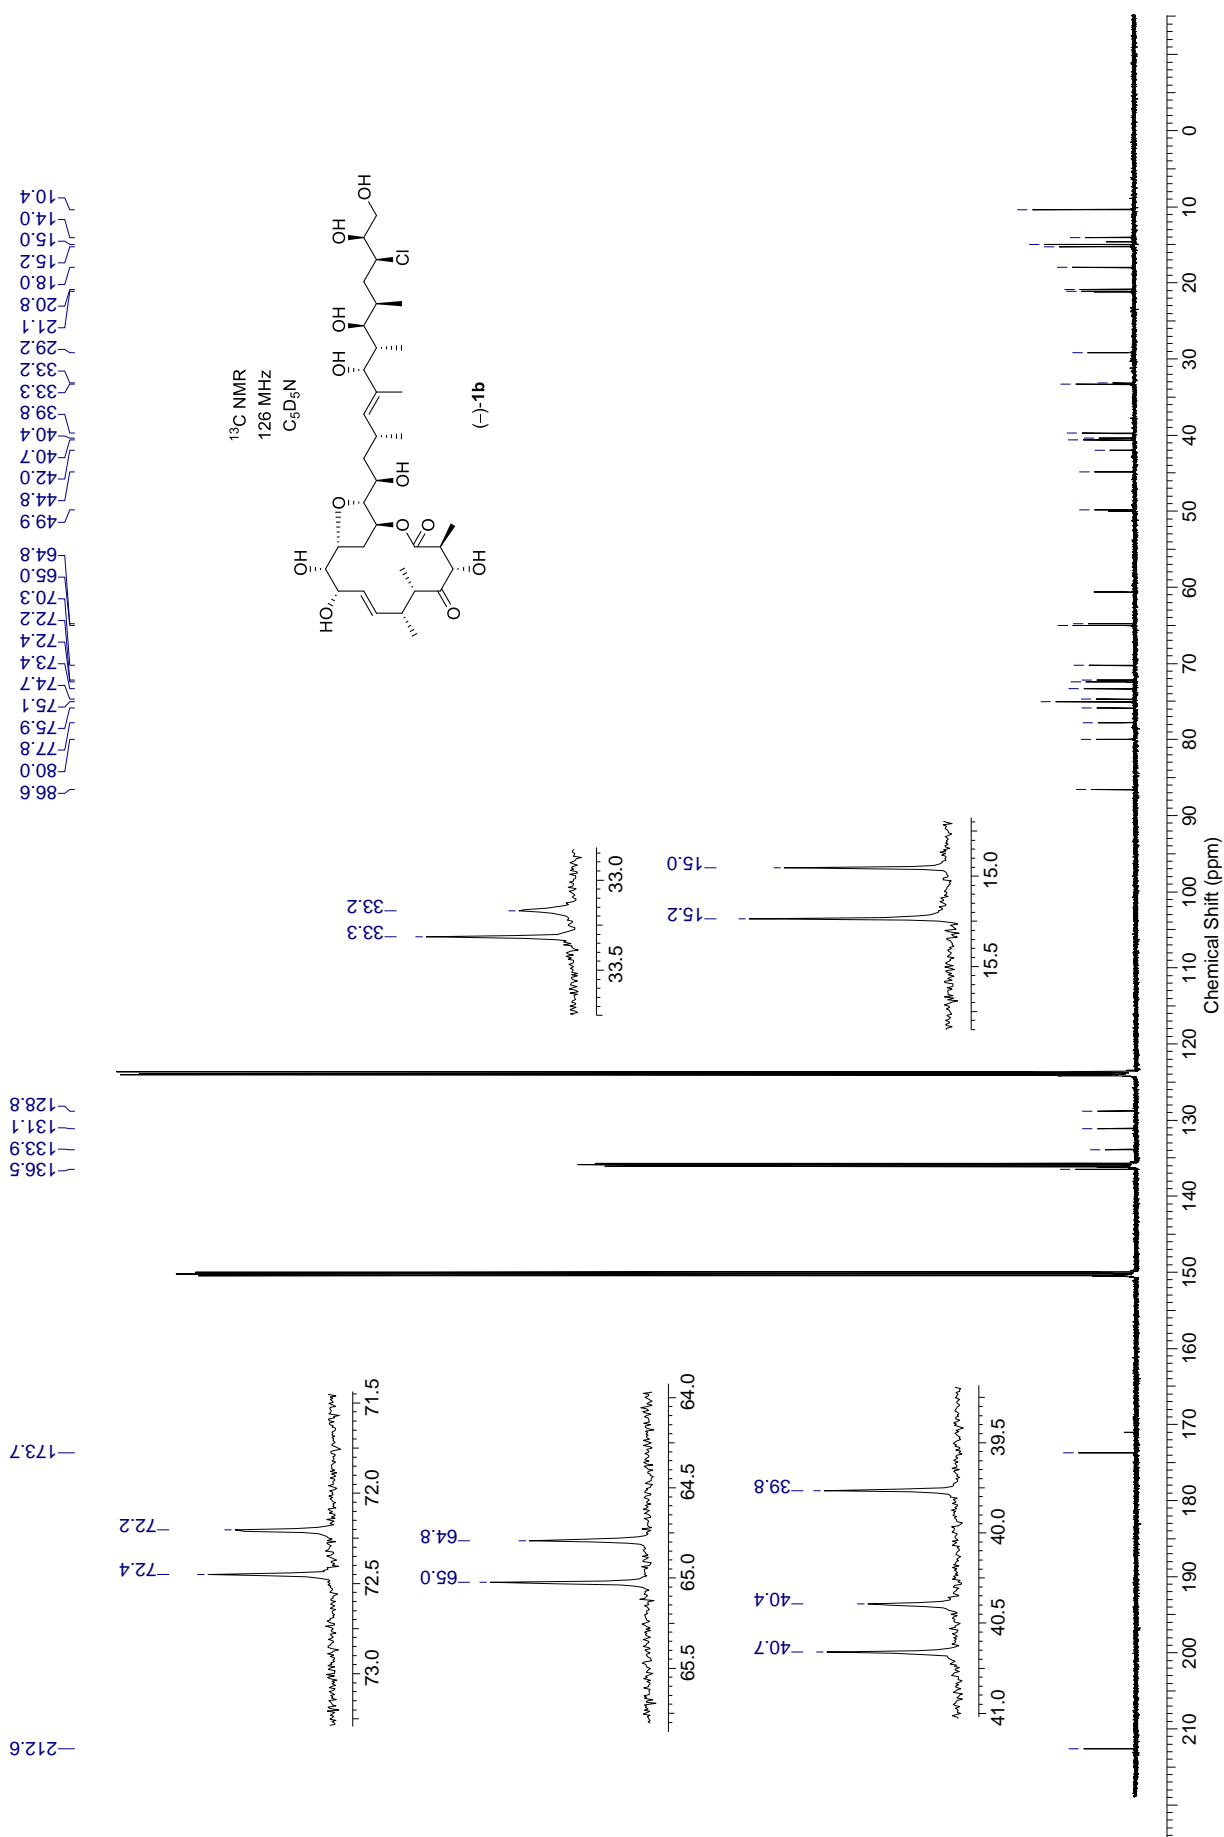 212.6
173.7
136.5
133.9
131.1
128.8
86.6
80.0
77.8
75.9
75.1
74.7
73.4
72.4
72.2
70.3
65.0
64.8
49.9
44.8
42.0
40.7
40.4
39.8
33.3
33.2
29.2
21.1
20.8
18.0
15.2
15.0
14.0
10.4
13C NMR
126 MHz
C5D5N
HO
OH
O
OH
O
O
O
OH
OH
OH
Cl
OH
OH
(–)-1b
72.4
72.2
73.0 72.5 72.0 71.5
65.0
64.8
65.5 65.0 64.5 64.0
40.7
40.4
39.8
41.0 40.5 40.0 39.5
33.3
33.2
33.5 33.0
15.2
15.0
15.5 15.0
210 200 190 180 170 160 150 140 130 120 110 100 90 80 70 60 50 40 30 20 10 0
Chemical Shift (ppm)